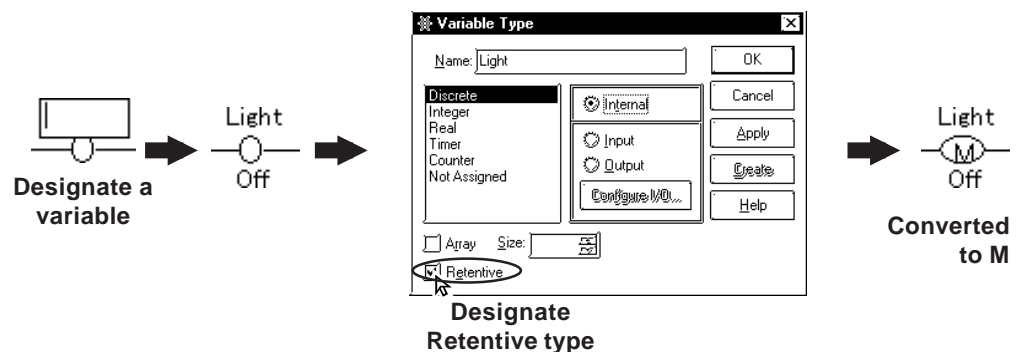 Light
Off
Designate a
variable
Variable Type
Name: Light
Discrete
Integer
Real
Timer
Counter
Not Assigned
Internal
Input
Output
Configure I/O...
OK
Cancel
Apply
Create
Help
Array Size:
Retentive
Designate
Retentive type
Light
M
Off
Converted
to M